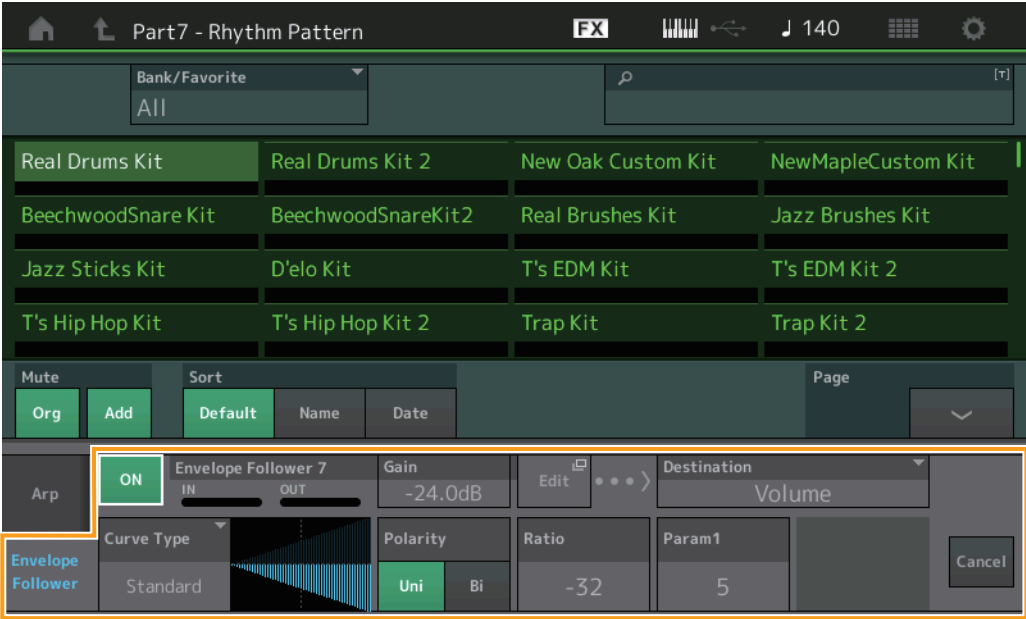 Part7 - Rhythm Pattern FX ♩ 140
Bank/Favorite
All
[T]
Real Drums Kit Real Drums Kit 2 New Oak Custom Kit NewMapleCustom Kit
BeechwoodSnare Kit BeechwoodSnareKit2 Real Brushes Kit Jazz Brushes Kit
Jazz Sticks Kit D'elo Kit T's EDM Kit T's EDM Kit 2
T's Hip Hop Kit T's Hip Hop Kit 2 Trap Kit Trap Kit 2
Mute Sort Page
Org Add Default Name Date
Arp
ON
Envelope Follower 7
IN OUT
Gain
-24.0dB
Edit
Destination
Volume
Envelope
Follower
Curve Type
Standard
Polarity
Uni Bi
Ratio
-32
Param1
5
Cancel